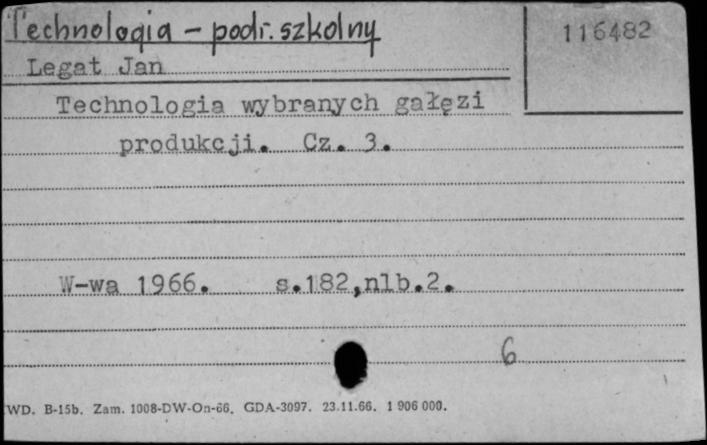 Technologia - podr. szkolny
116482
Legat Jan
Technologia wybranych gałęzi
produkcji. Cz. 3.
W-wa 1966. s.182,nlb.2.
6
WD. B-15b. Zam. 1008-DW-On-66. GDA-3097. 23.11.66. 1 906 000.